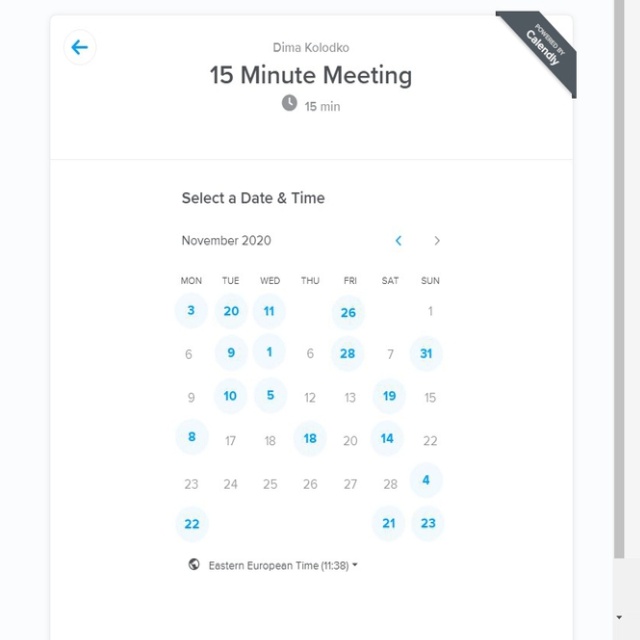 POWERED BY
Calendly
Dima Kolodko
15 Minute Meeting
15 min
Select a Date & Time
November 2020
MON TUE WED THU FRI SAT SUN
3 20 11 26 1
6 9 1 6 28 7 31
9 10 5 12 13 19 15
8 17 18 18 20 14 22
23 24 25 26 27 28 4
22 21 23
Eastern European Time (11:38)